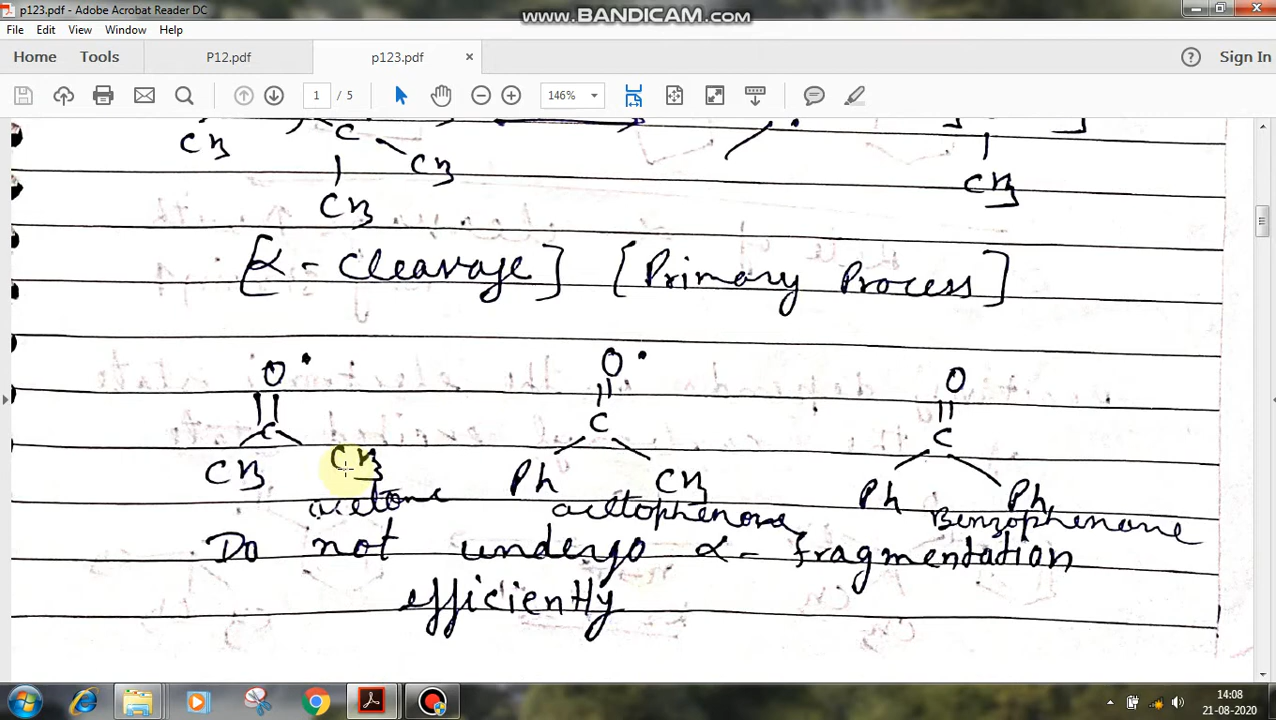 p123.pdf - Adobe Acrobat Reader DC
www.BANDICAM.com
File Edit View Window Help
Home Tools P12.pdf p123.pdf × ? Sign In
1 / 5 146%
CH3 C CH3 CH3
CH3
[α - Cleavage] [Primary Process]
O O O
C C C
CH3 CH3 Ph CH3 Ph Ph
acetone acetophenone Benzophenone
Do not undergo α- fragmentation
efficiently
14:08
21-08-2020